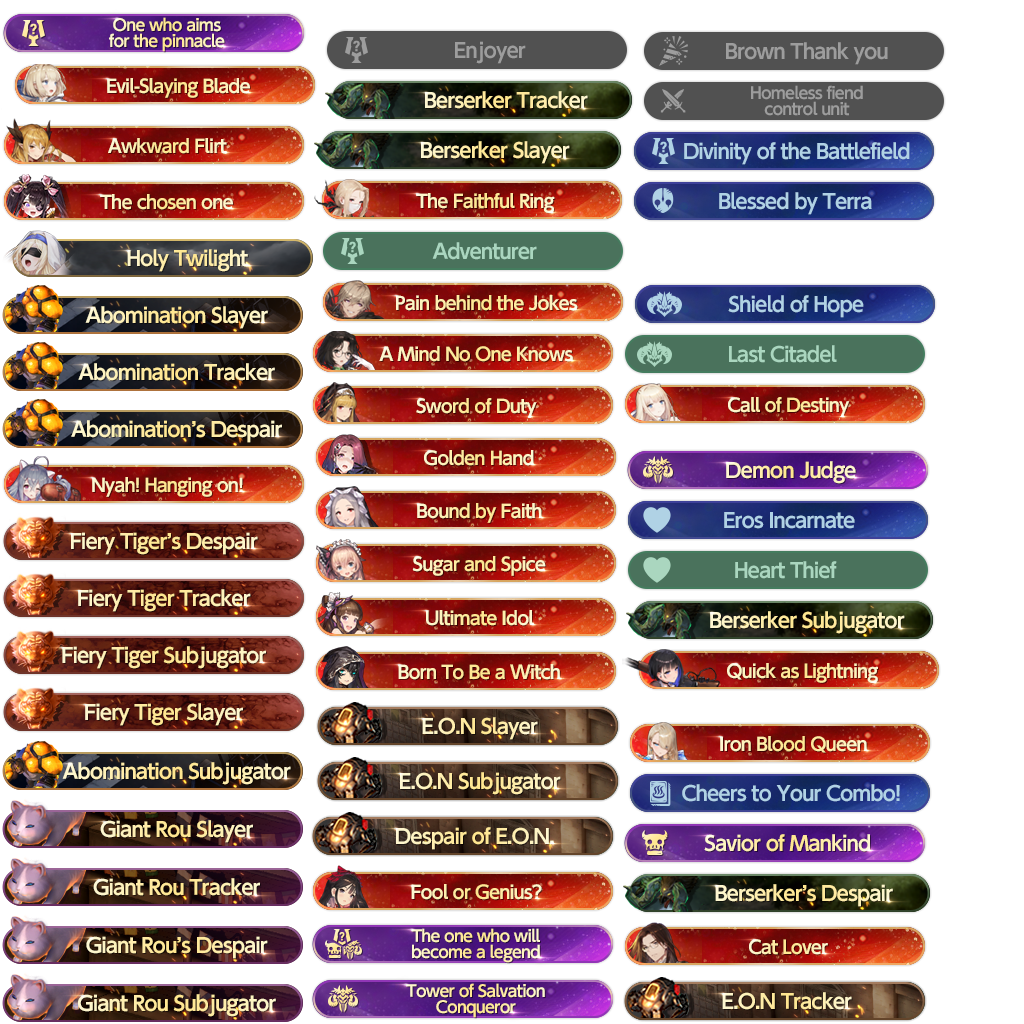 One who aims
for the pinnacle
Evil-Slaying Blade
Awkward Flirt
The chosen one
Holy Twilight
Abomination Slayer
Abomination Tracker
Abomination's Despair
Nyah! Hanging on!
Fiery Tiger's Despair
Fiery Tiger Tracker
Fiery Tiger Subjugator
Fiery Tiger Slayer
Abomination Subjugator
Giant Rou Slayer
Giant Rou Tracker
Giant Rou's Despair
Giant Rou Subjugator
Enjoyer
Berserker Tracker
Berserker Slayer
The Faithful Ring
Adventurer
Pain behind the Jokes
A Mind No One Knows
Sword of Duty
Golden Hand
Bound by Faith
Sugar and Spice
Ultimate Idol
Born To Be a Witch
E.O.N Slayer
E.O.N Subjugator
Despair of E.O.N.
Fool or Genius?
The one who will
become a legend
Tower of Salvation
Conqueror
Brown Thank you
Homeless fiend
control unit
Divinity of the Battlefield
Blessed by Terra
Shield of Hope
Last Citadel
Call of Destiny
Demon Judge
Eros Incarnate
Heart Thief
Berserker Subjugator
Quick as Lightning
Iron Blood Queen
Cheers to Your Combo!
Savior of Mankind
Berserker's Despair
Cat Lover
E.O.N Tracker